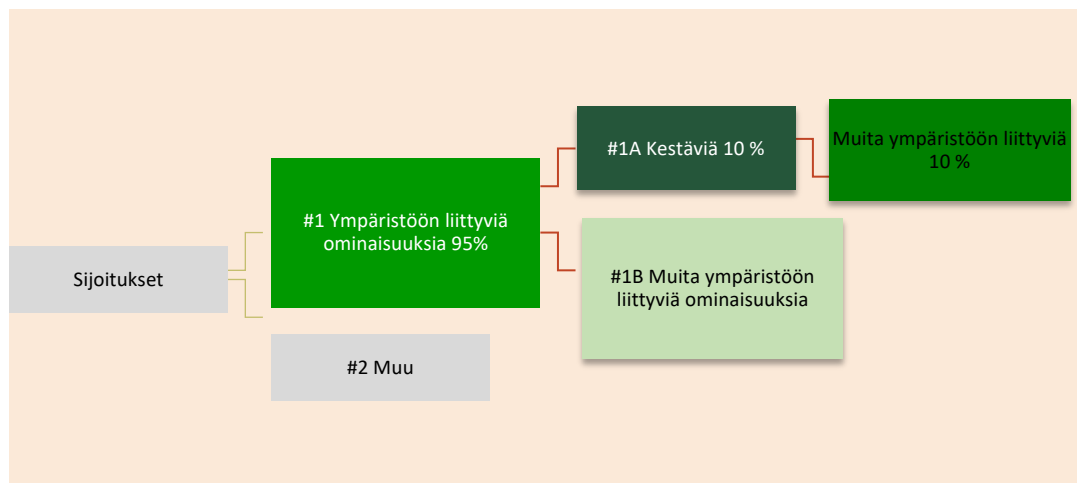 Sijoitukset
#1 Ympäristöön liittyviä
ominaisuuksia 95%
#2 Muu
#1A Kestäviä 10 %
#1B Muita ympäristöön
liittyviä ominaisuuksia
Muita ympäristöön liittyviä
10 %